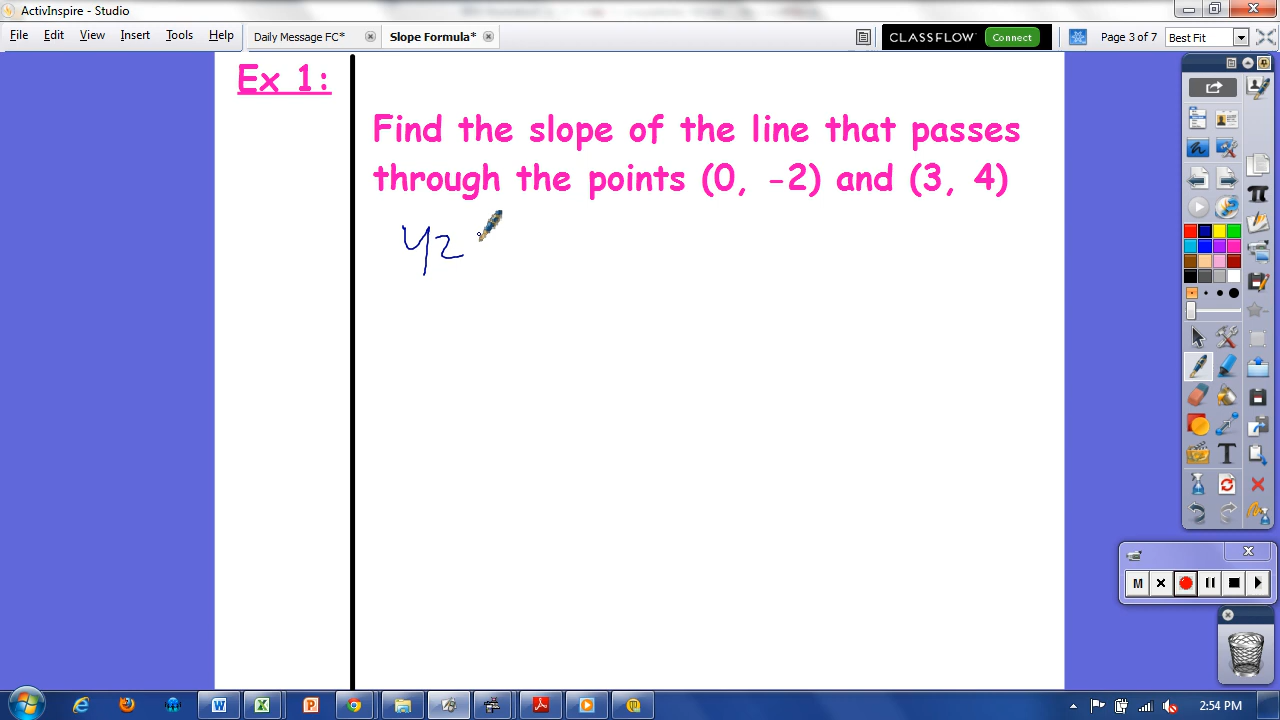 ActivInspire - Studio
File Edit View Insert Tools Help
Daily Message FC*
Slope Formula*
CLASSFLOW Connect
Page 3 of 7
Best Fit
Ex 1:
Find the slope of the line that passes
through the points (0, -2) and (3, 4)
y2
M
2:54 PM